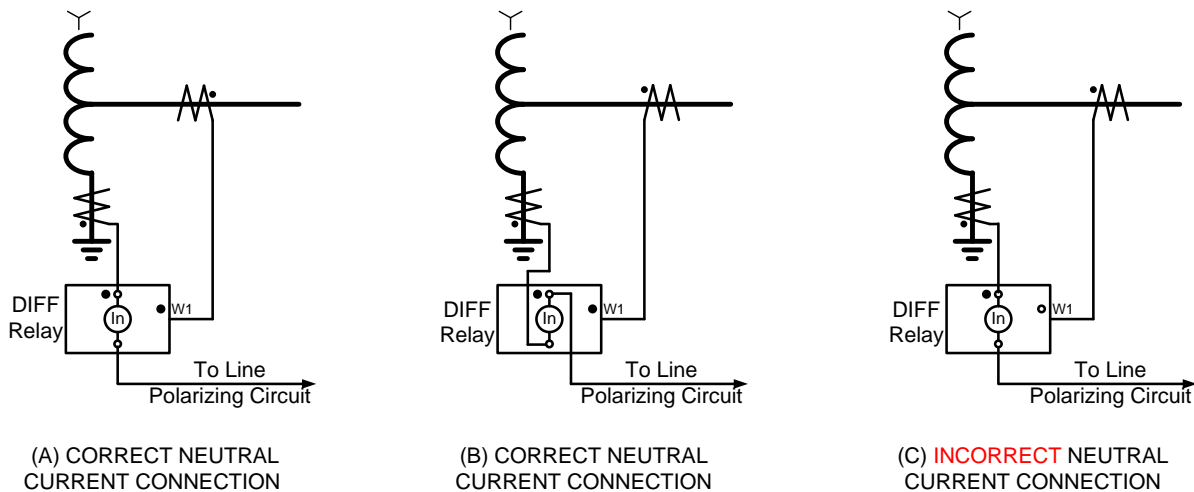 DIFF
Relay
In
W1
To Line
Polarizing Circuit
(A) CORRECT NEUTRAL
CURRENT CONNECTION
DIFF
Relay
In
W1
To Line
Polarizing Circuit
(B) CORRECT NEUTRAL
CURRENT CONNECTION
DIFF
Relay
In
W1
To Line
Polarizing Circuit
(C) INCORRECT NEUTRAL
CURRENT CONNECTION